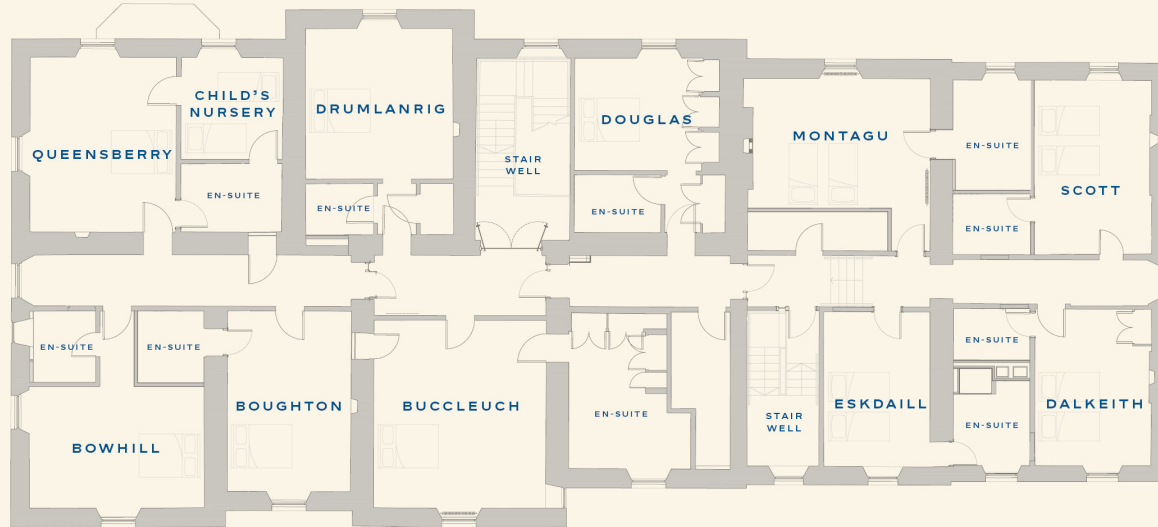 QUEENSBERRY
CHILD'S
NURSERY
EN-SUITE
DRUMLANRIG
EN-SUITE
STAIR
WELL
DOUGLAS
EN-SUITE
MONTAGU
EN-SUITE
EN-SUITE
SCOTT
EN-SUITE
BOWHILL
EN-SUITE
BOUGHTON
BUCCLEUCH
EN-SUITE
STAIR
WELL
ESKDAILL
EN-SUITE
EN-SUITE
DALKEITH